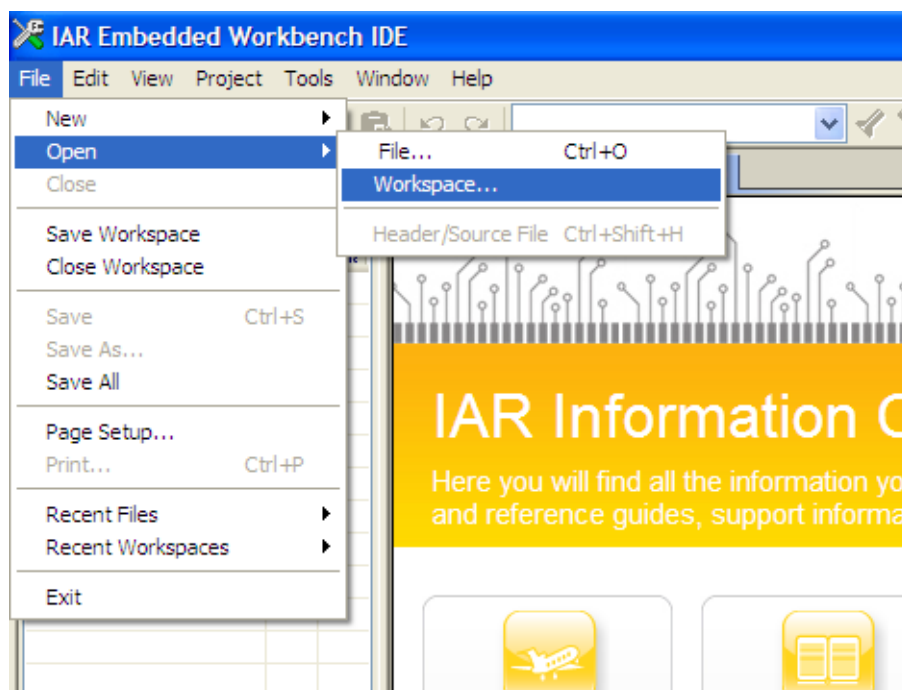 IAR Embedded Workbench IDE
File Edit View Project Tools Window Help
New
Open
Close
Save Workspace
Close Workspace
Save Ctrl+S
Save As...
Save All
Page Setup...
Print... Ctrl+P
Recent Files
Recent Workspaces
Exit
File... Ctrl+O
Workspace...
Header/Source File Ctrl+Shift+H
IAR Information
Here you will find all the information
and reference guides, support